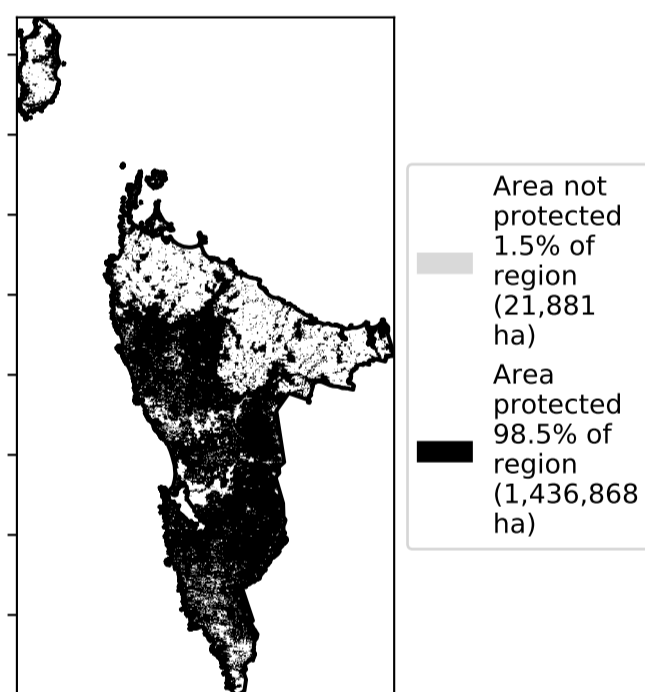 Area not
protected
1.5% of
region
(21,881
ha)
Area
protected
98.5% of
region
(1,436,868
ha)